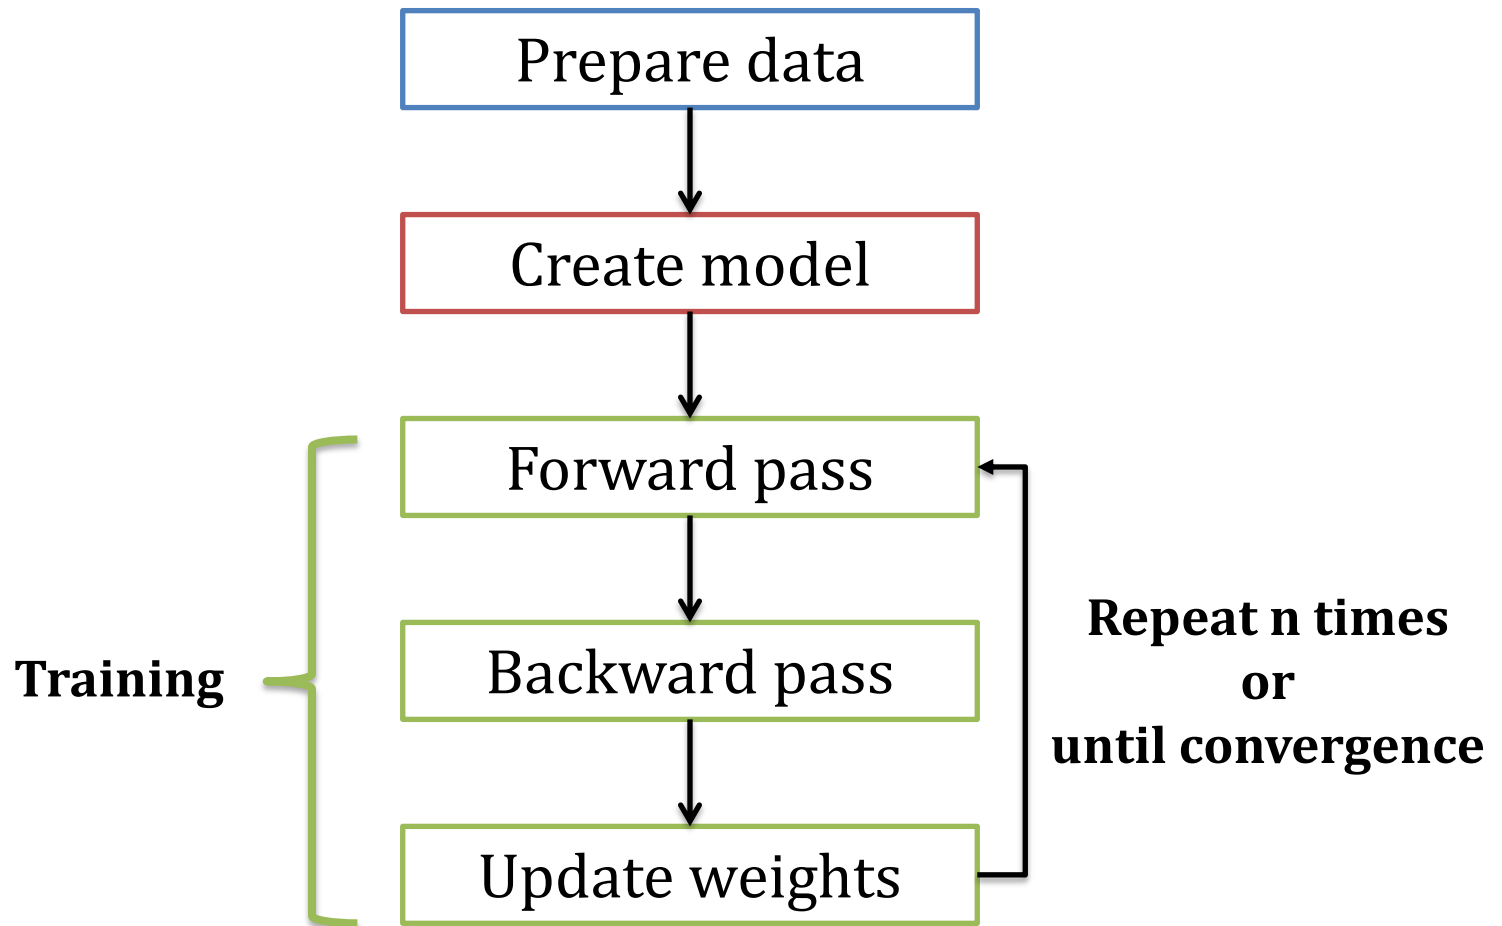 Prepare data
Create model
Forward pass
Backward pass
Update weights
Training
Repeat n times
or
until convergence